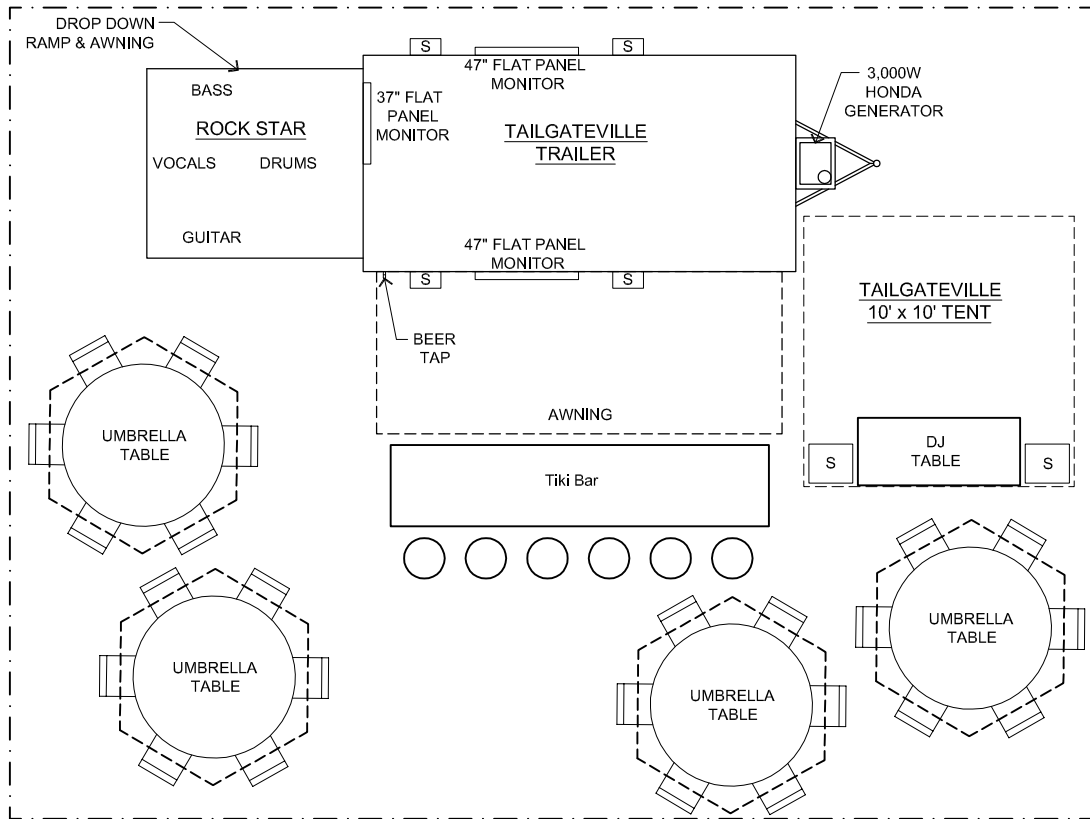 DROP DOWN
RAMP & AWNING
S
S
47" FLAT PANEL
MONITOR
3,000W
HONDA
GENERATOR
BASS
37" FLAT
PANEL
MONITOR
ROCK STAR
TAILGATEVILLE
TRAILER
VOCALS
DRUMS
GUITAR
47" FLAT PANEL
MONITOR
S
S
TAILGATEVILLE
10' x 10' TENT
BEER
TAP
AWNING
UMBRELLA
TABLE
DJ
TABLE
S
S
Tiki Bar
UMBRELLA
TABLE
UMBRELLA
TABLE
UMBRELLA
TABLE